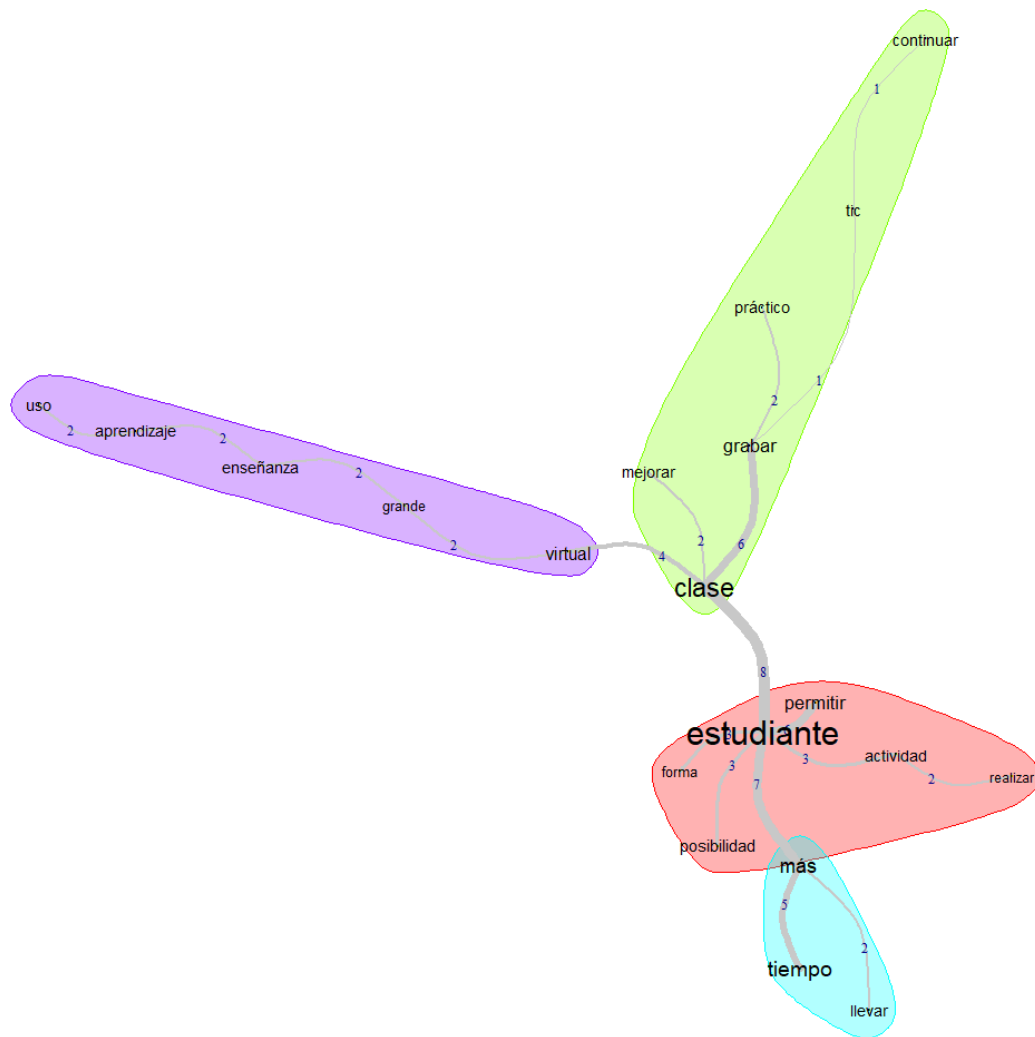 continuar
1
tic
práctico
1
2
grabar
mejorar
2
6
clase
uso
2
aprendizaje
2
enseñanza
2
grande
2
virtual
4
8
permitir
estudiante
3
forma
3
3
actividad
2
realizar
7
posibilidad
más
5
tiempo
2
llevar